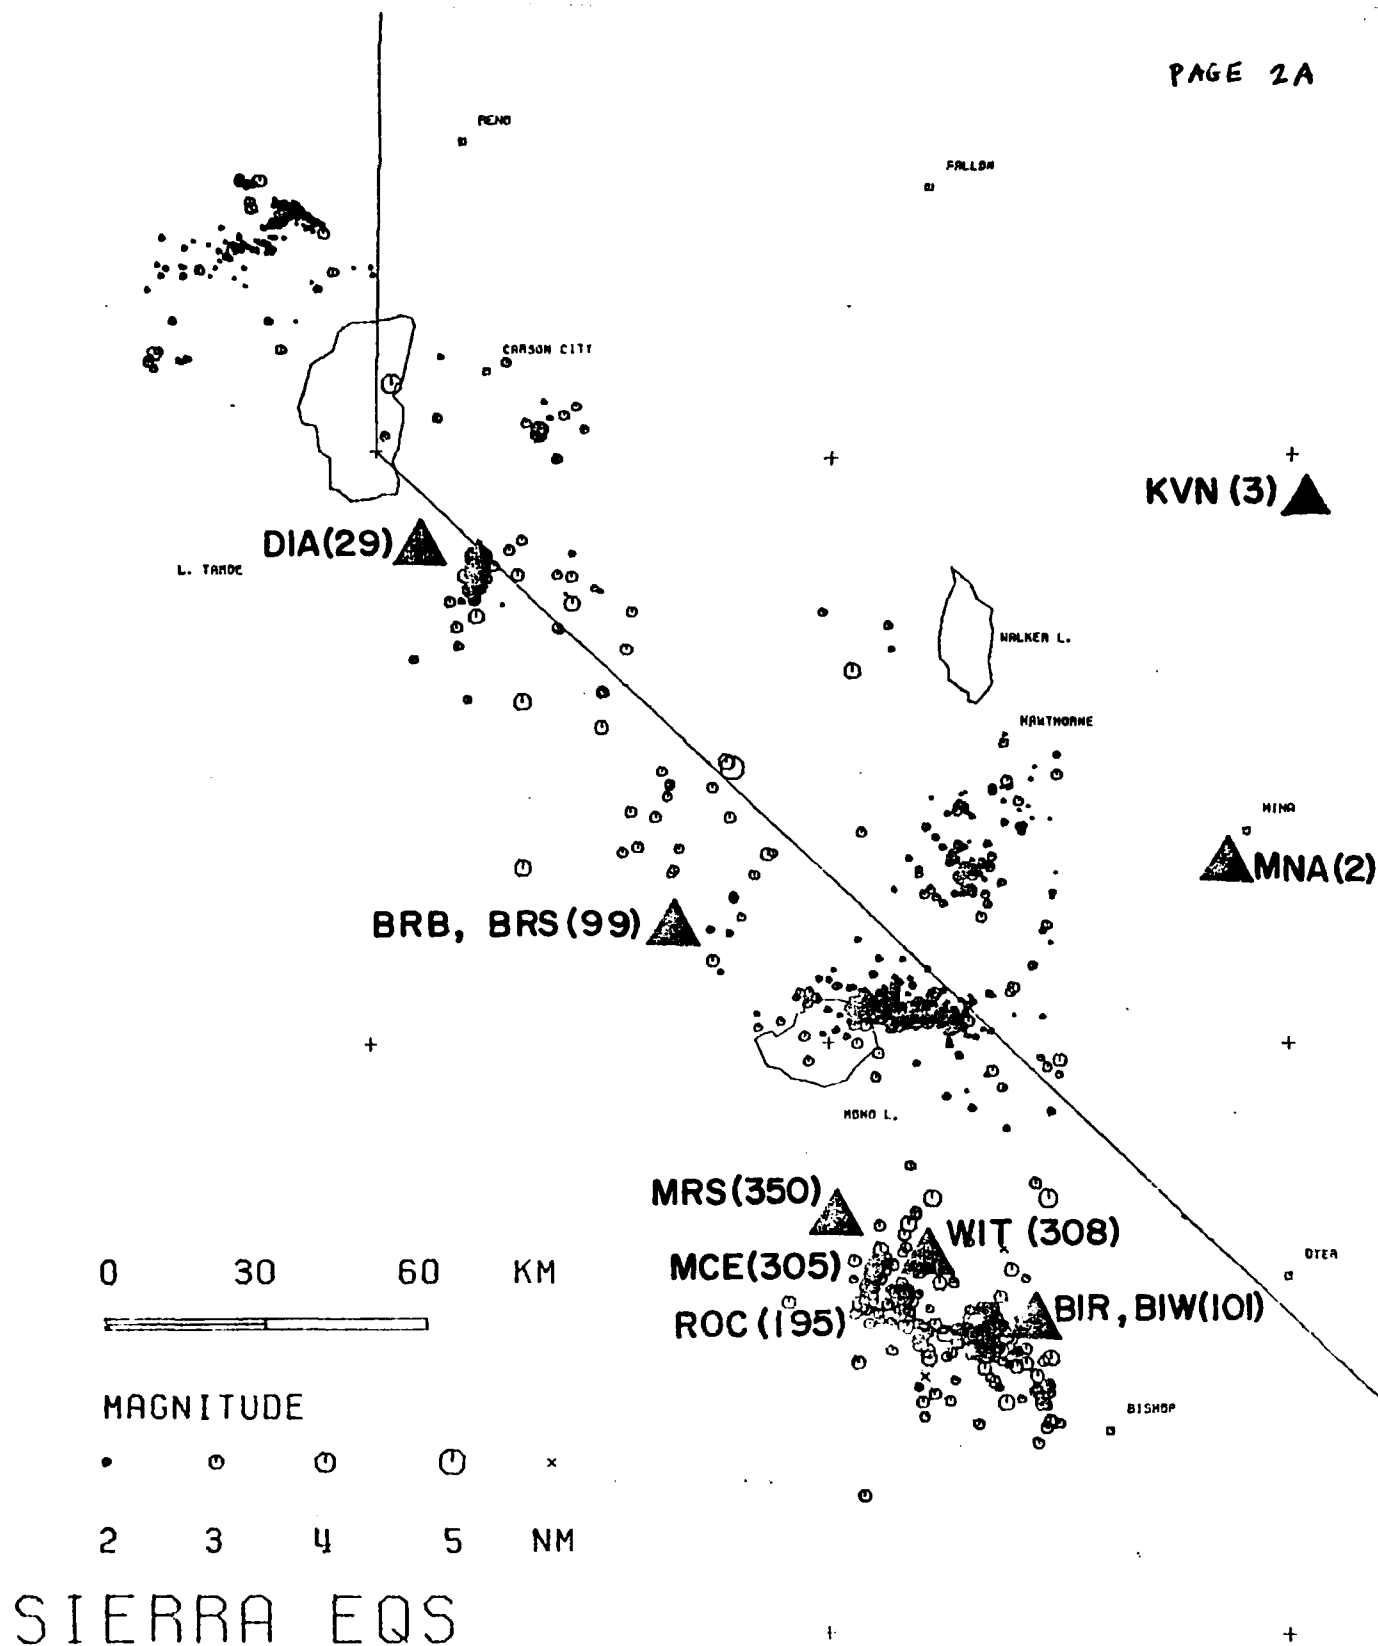 PAGE 2A
RENO
FALLON
CARSON CITY
KVN (3)
DIA(29)
L. TAHOE
WALKER L.
HAWTHORNE
MINA
MNA(2)
BRB, BRS(99)
MONO L.
MRS(350)
WIT (308)
MCE(305)
DYER
BIR, BIW(101)
ROC (195)
0 30 60 KM
MAGNITUDE
BISHOP
2 3 4 5 NM
SIERRA EQS